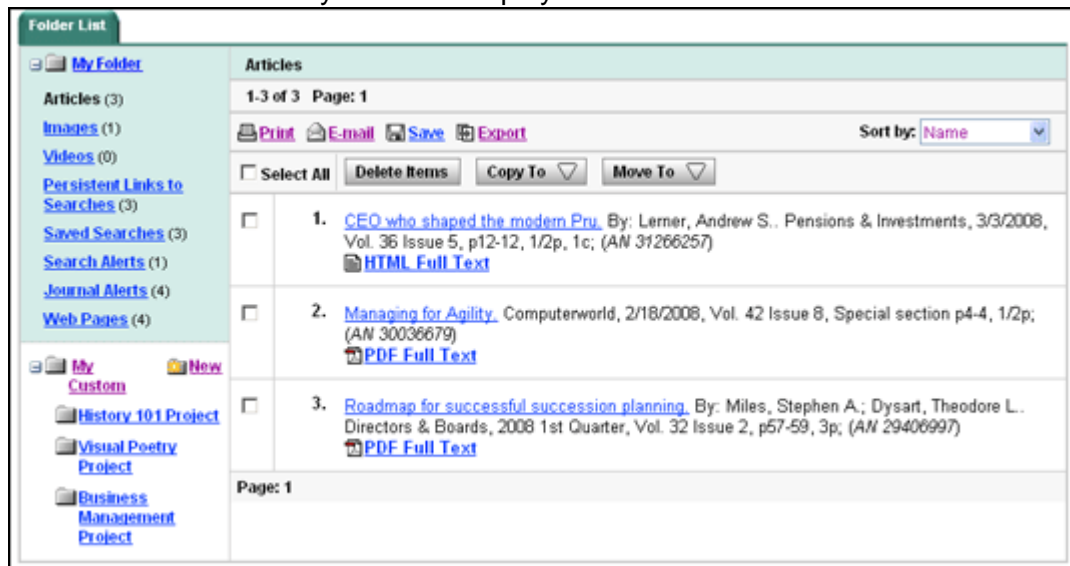 Folder List
My Folder
Articles (3)
Images (1)
Videos (0)
Persistent Links to
Searches (3)
Saved Searches (3)
Search Alerts (1)
Journal Alerts (4)
Web Pages (4)
My New
Custom
History 101 Project
Visual Poetry
Project
Business
Management
Project
Articles
1-3 of 3 Page: 1
Print E-mail Save Export Sort by: Name
Select All Delete Items Copy To Move To
1. CEO who shaped the modern Pru. By: Lerner, Andrew S.. Pensions & Investments, 3/3/2008,
Vol. 36 Issue 5, p12-12, 1/2p, 1c; (AN 31266257)
HTML Full Text
2. Managing for Agility. Computerworld, 2/18/2008, Vol. 42 Issue 8, Special section p4-4, 1/2p;
(AN 30036679)
PDF Full Text
3. Roadmap for successful succession planning. By: Miles, Stephen A.; Dysart, Theodore L..
Directors & Boards, 2008 1st Quarter, Vol. 32 Issue 2, p57-59, 3p; (AN 29406997)
PDF Full Text
Page: 1